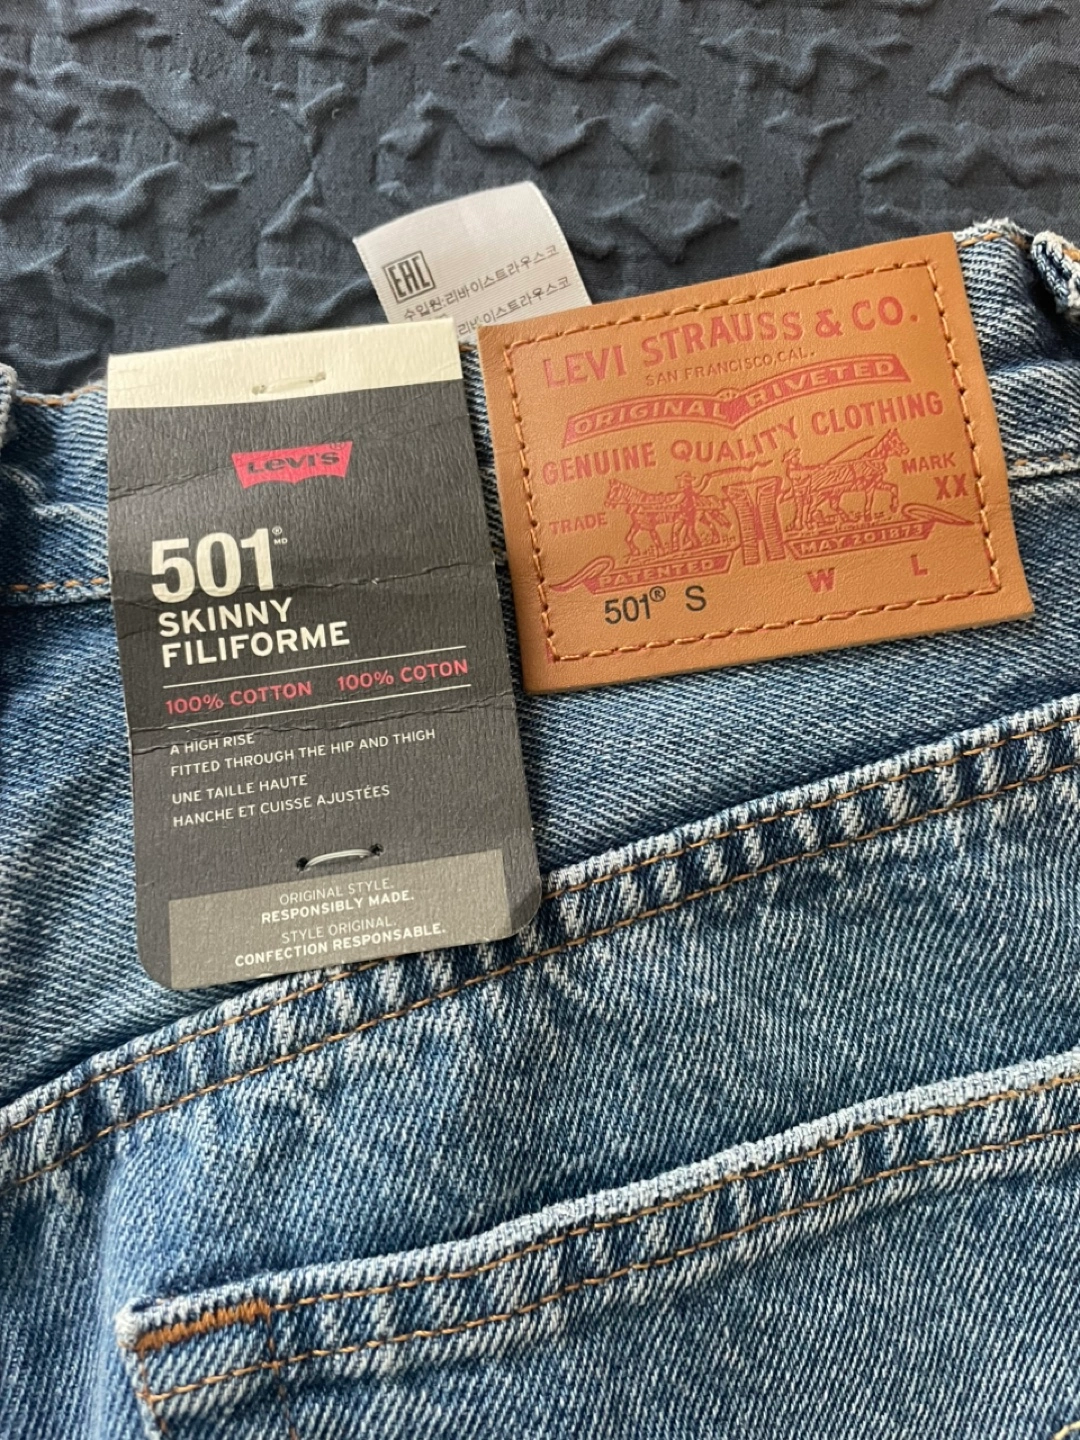 EAC
수입원:리바이스트라우스코
리바이스트라우스코
LEVI STRAUSS & CO.
SAN FRANCISCO, CAL.
ORIGINAL RIVETED
GENUINE QUALITY CLOTHING
TRADE MARK
XX
PATENTED MAY 20 1873
501® S W L
Levi's
501®
MD
SKINNY
FILIFORME
100% COTTON 100% COTON
A HIGH RISE
FITTED THROUGH THE HIP AND THIGH
UNE TAILLE HAUTE
HANCHE ET CUISSE AJUSTÉES
ORIGINAL STYLE.
RESPONSIBLY MADE.
STYLE ORIGINAL.
CONFECTION RESPONSABLE.